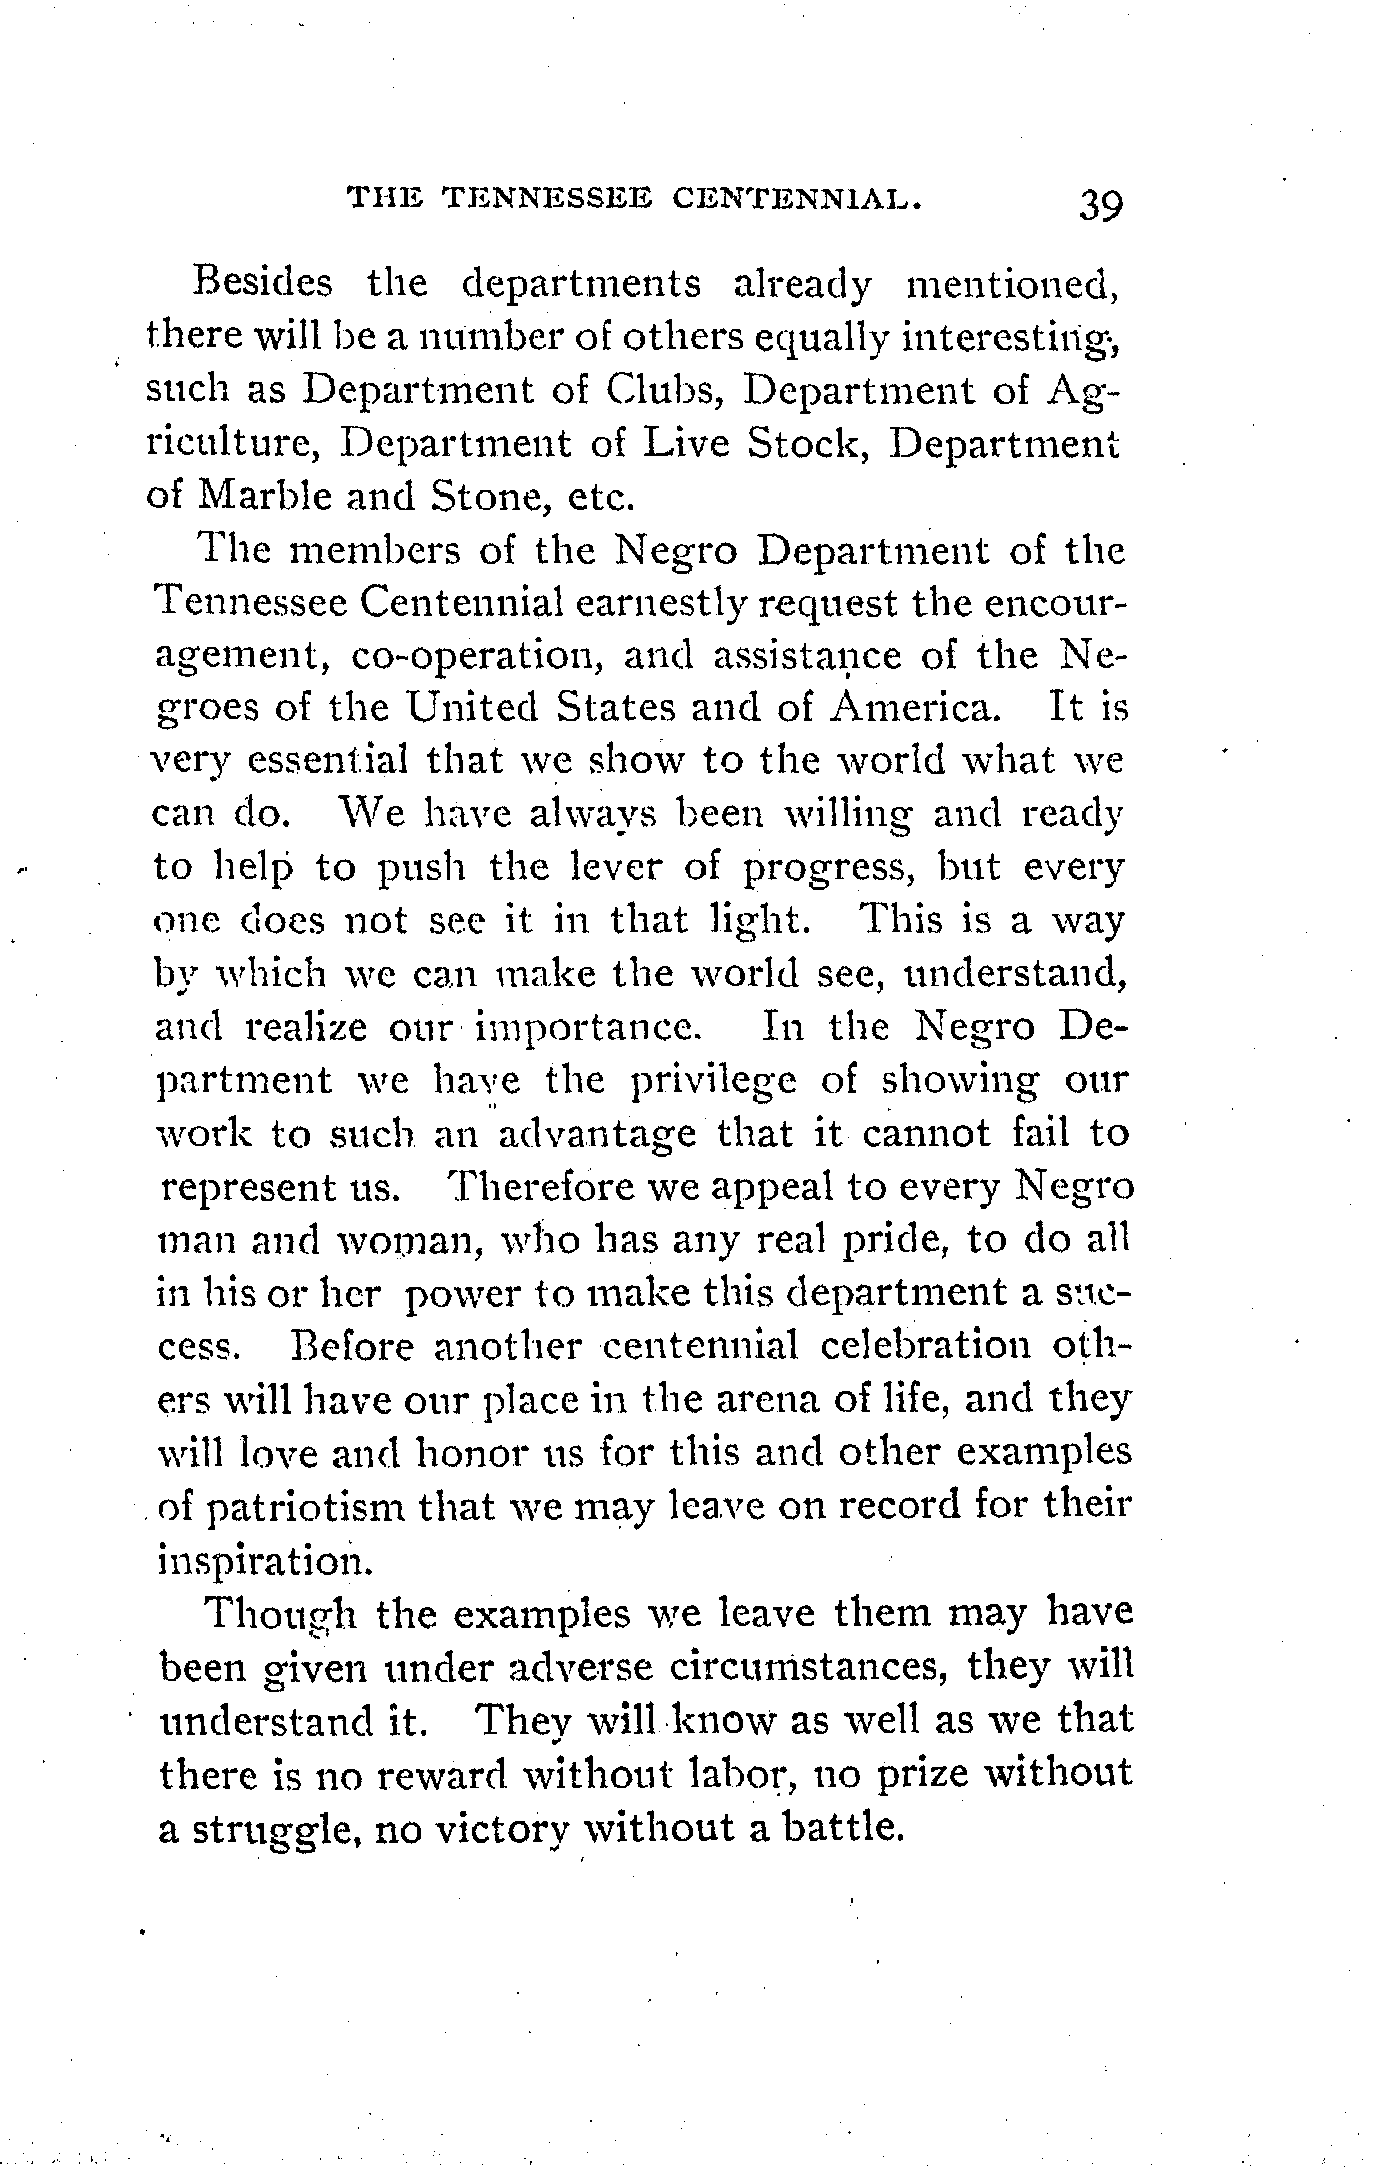 THE TENNESSEE CENTENNIAL. 39
Besides the departments already mentioned,
there will be a number of others equally interesting,
such as Department of Clubs, Department of Ag-
riculture, Department of Live Stock, Department
of Marble and Stone, etc.
The members of the Negro Department of the
Tennessee Centennial earnestly request the encour-
agement, co-operation, and assistance of the Ne-
groes of the United States and of America. It is
very essential that we show to the world what we
can do. We have always been willing and ready
to help to push the lever of progress, but every
one does not see it in that light. This is a way
by which we can make the world see, understand,
and realize our importance. In the Negro De-
partment we have the privilege of showing our
work to such an advantage that it cannot fail to
represent us. Therefore we appeal to every Negro
man and woman, who has any real pride, to do all
in his or her power to make this department a suc-
cess. Before another centennial celebration oth-
ers will have our place in the arena of life, and they
will love and honor us for this and other examples
of patriotism that we may leave on record for their
inspiration.
Though the examples we leave them may have
been given under adverse circumstances, they will
understand it. They will know as well as we that
there is no reward without labor, no prize without
a struggle, no victory without a battle.